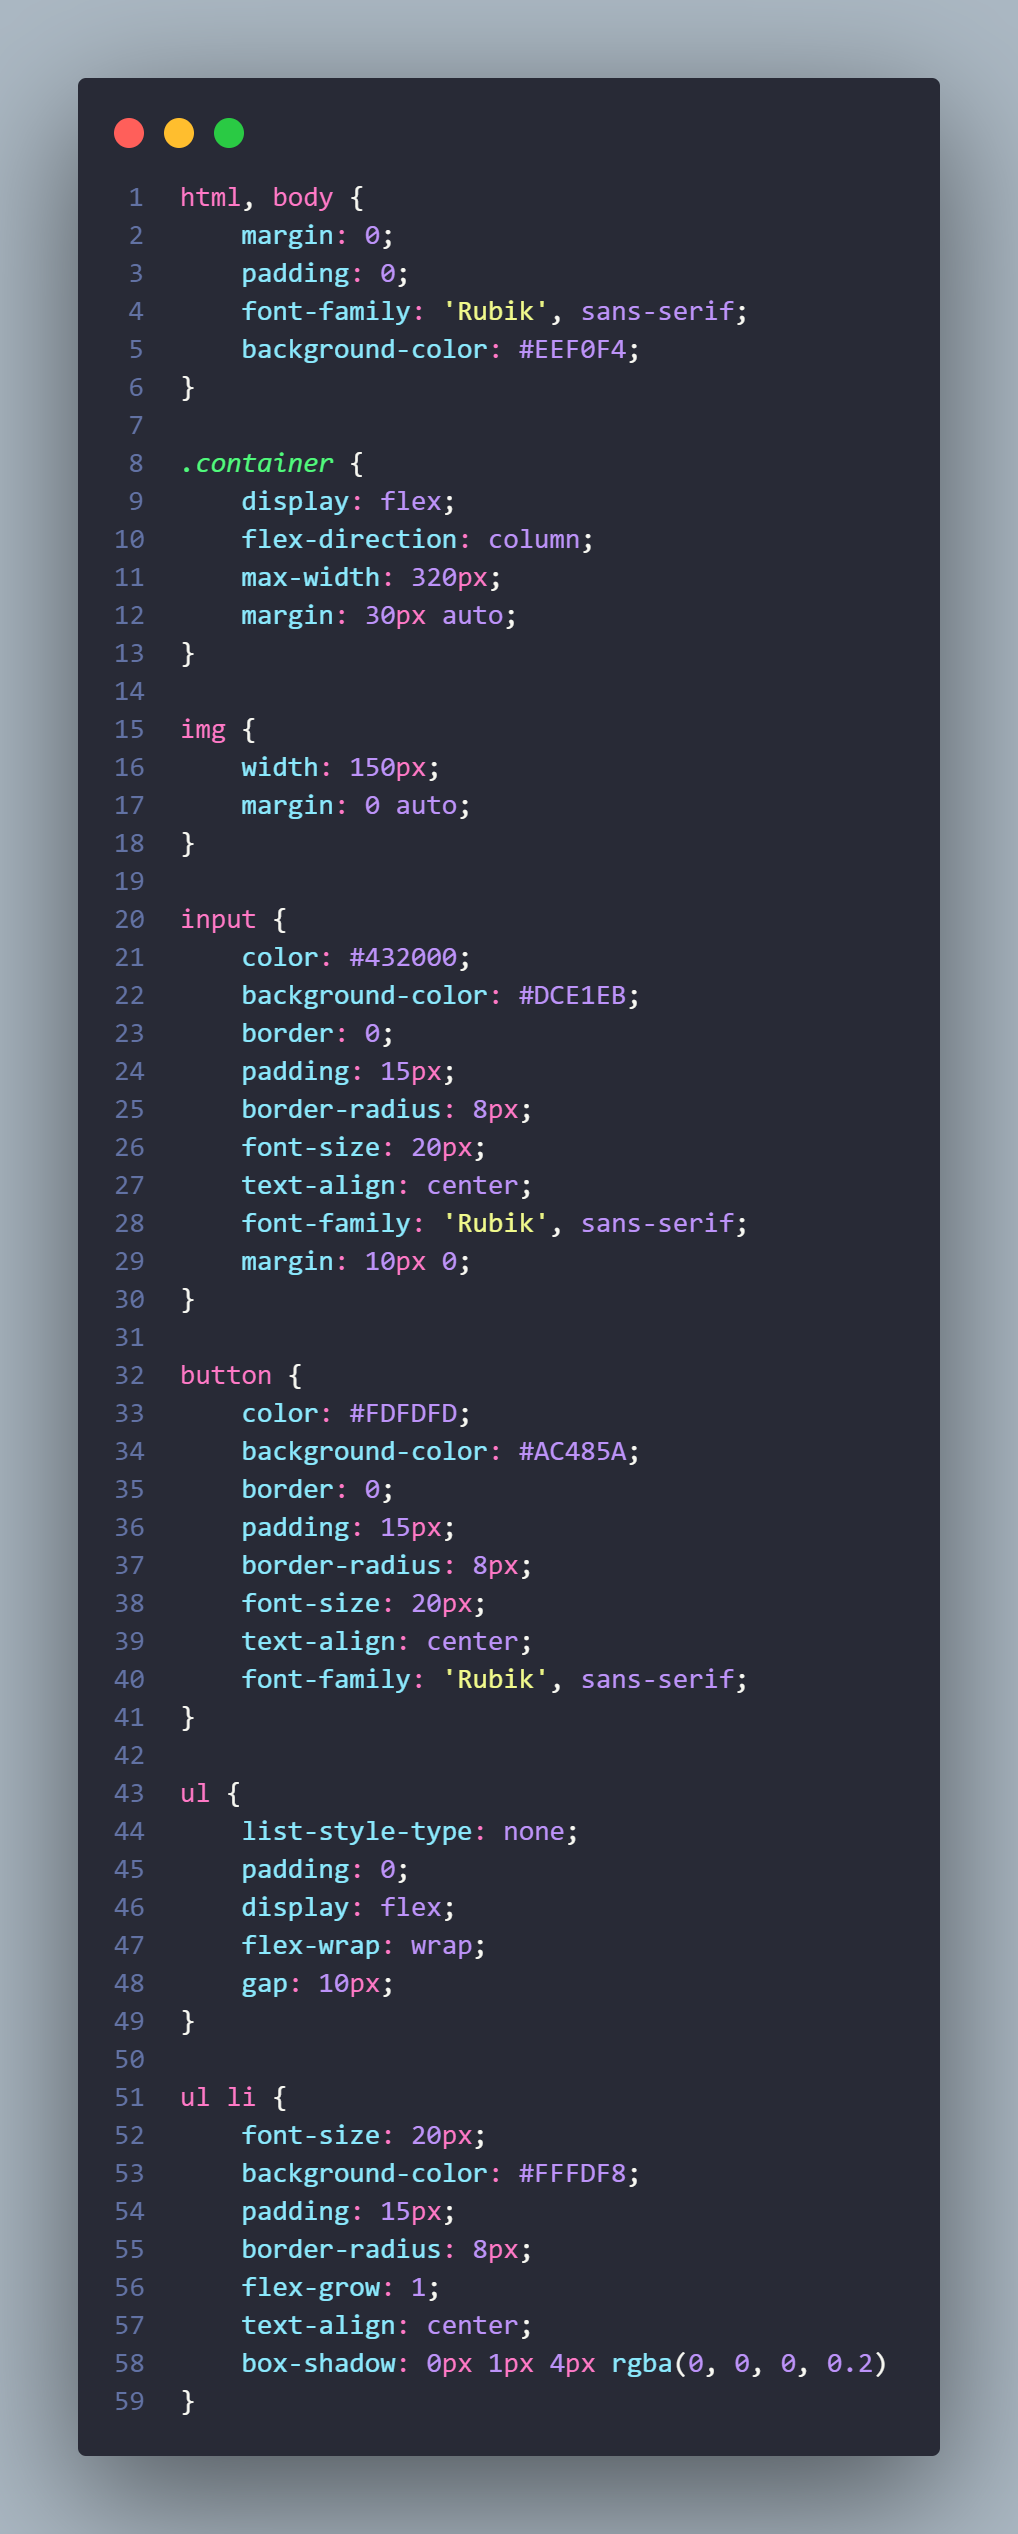 1 html, body {
2     margin: 0;
3     padding: 0;
4     font-family: 'Rubik', sans-serif;
5     background-color: #EEF0F4;
6 }
7
8 .container {
9     display: flex;
10     flex-direction: column;
11     max-width: 320px;
12     margin: 30px auto;
13 }
14
15 img {
16     width: 150px;
17     margin: 0 auto;
18 }
19
20 input {
21     color: #432000;
22     background-color: #DCE1EB;
23     border: 0;
24     padding: 15px;
25     border-radius: 8px;
26     font-size: 20px;
27     text-align: center;
28     font-family: 'Rubik', sans-serif;
29     margin: 10px 0;
30 }
31
32 button {
33     color: #FDFDFD;
34     background-color: #AC485A;
35     border: 0;
36     padding: 15px;
37     border-radius: 8px;
38     font-size: 20px;
39     text-align: center;
40     font-family: 'Rubik', sans-serif;
41 }
42
43 ul {
44     list-style-type: none;
45     padding: 0;
46     display: flex;
47     flex-wrap: wrap;
48     gap: 10px;
49 }
50
51 ul li {
52     font-size: 20px;
53     background-color: #FFFDF8;
54     padding: 15px;
55     border-radius: 8px;
56     flex-grow: 1;
57     text-align: center;
58     box-shadow: 0px 1px 4px rgba(0, 0, 0, 0.2)
59 }